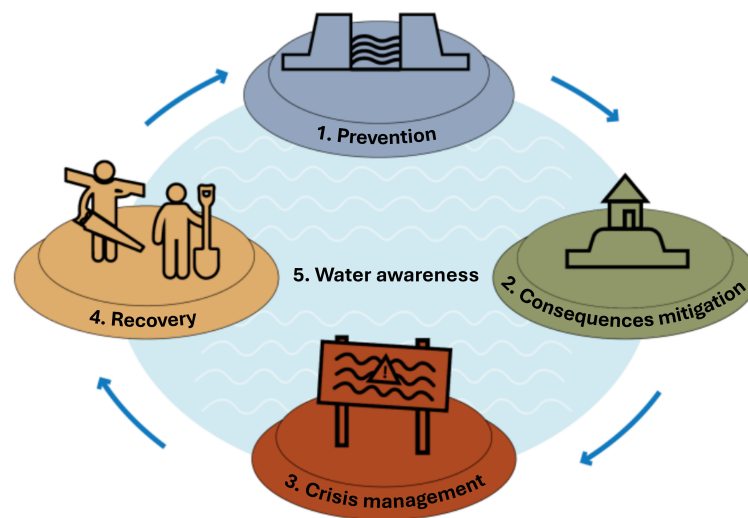 1. Prevention
2. Consequences mitigation
3. Crisis management
4. Recovery
5. Water awareness
!